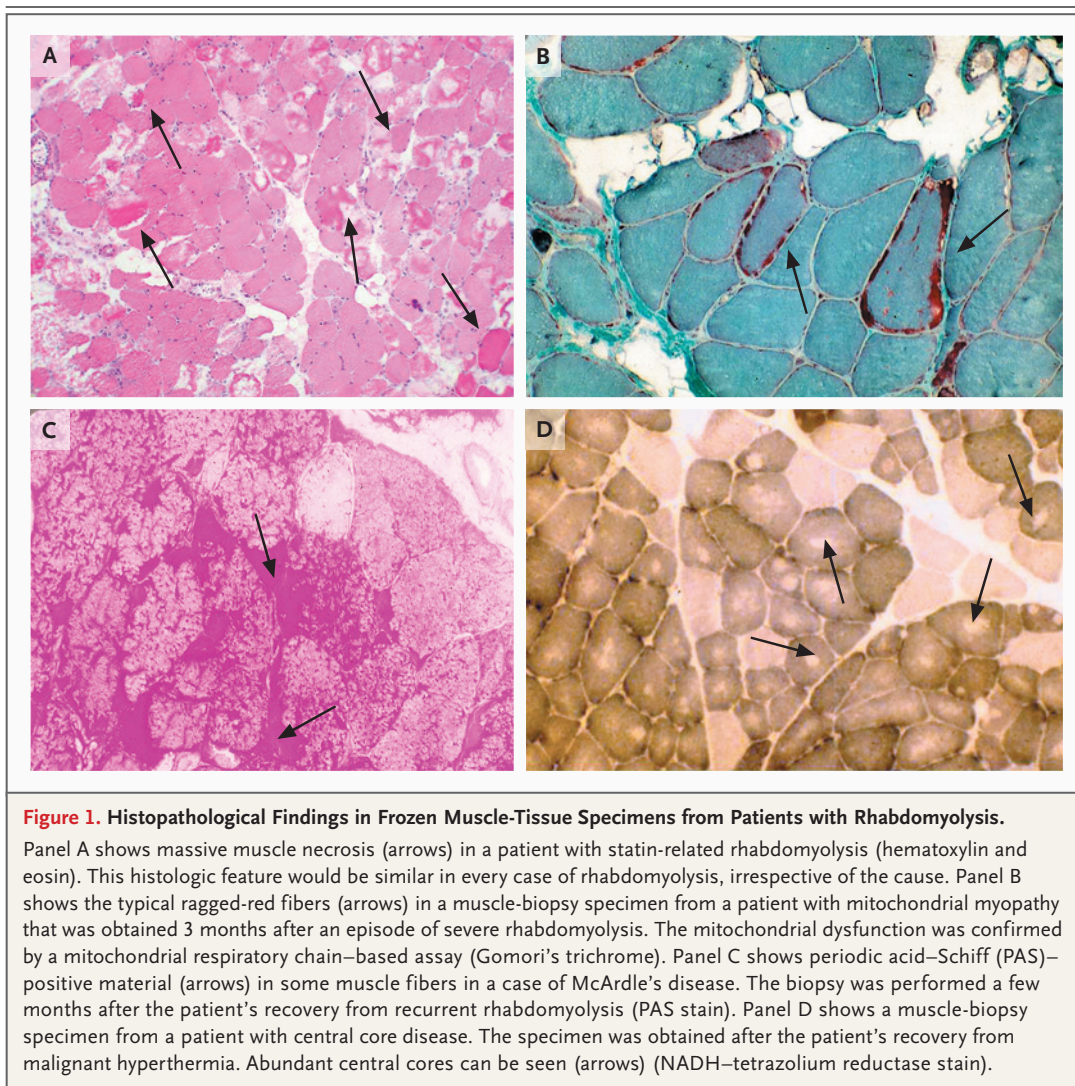 A
B
C
D
Figure 1. Histopathological Findings in Frozen Muscle-Tissue Specimens from Patients with Rhabdomyolysis.
Panel A shows massive muscle necrosis (arrows) in a patient with statin-related rhabdomyolysis (hematoxylin and
eosin). This histologic feature would be similar in every case of rhabdomyolysis, irrespective of the cause. Panel B
shows the typical ragged-red fibers (arrows) in a muscle-biopsy specimen from a patient with mitochondrial myopathy
that was obtained 3 months after an episode of severe rhabdomyolysis. The mitochondrial dysfunction was confirmed
by a mitochondrial respiratory chain–based assay (Gomori’s trichrome). Panel C shows periodic acid–Schiff (PAS)–
positive material (arrows) in some muscle fibers in a case of McArdle’s disease. The biopsy was performed a few
months after the patient’s recovery from recurrent rhabdomyolysis (PAS stain). Panel D shows a muscle-biopsy
specimen from a patient with central core disease. The specimen was obtained after the patient’s recovery from
malignant hyperthermia. Abundant central cores can be seen (arrows) (NADH–tetrazolium reductase stain).